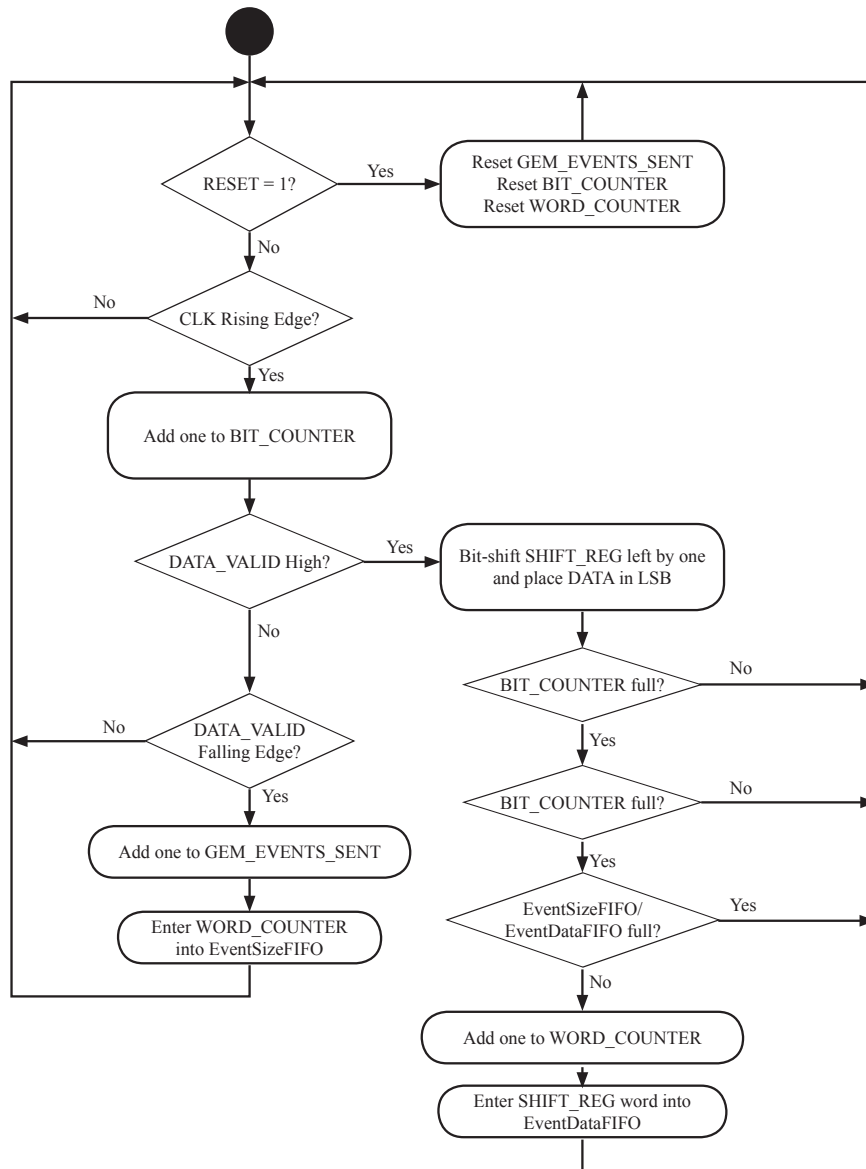 RESET = 1?
Yes
Reset GEM_EVENTS_SENT
Reset BIT_COUNTER
Reset WORD_COUNTER
No
CLK Rising Edge?
No
Yes
Add one to BIT_COUNTER
DATA_VALID High?
Yes
Bit-shift SHIFT_REG left by one
and place DATA in LSB
No
BIT_COUNTER full?
No
Yes
DATA_VALID
Falling Edge?
No
Yes
BIT_COUNTER full?
No
Yes
Add one to GEM_EVENTS_SENT
Enter WORD_COUNTER
into EventSizeFIFO
EventSizeFIFO/
EventDataFIFO full?
Yes
No
Add one to WORD_COUNTER
Enter SHIFT_REG word into
EventDataFIFO